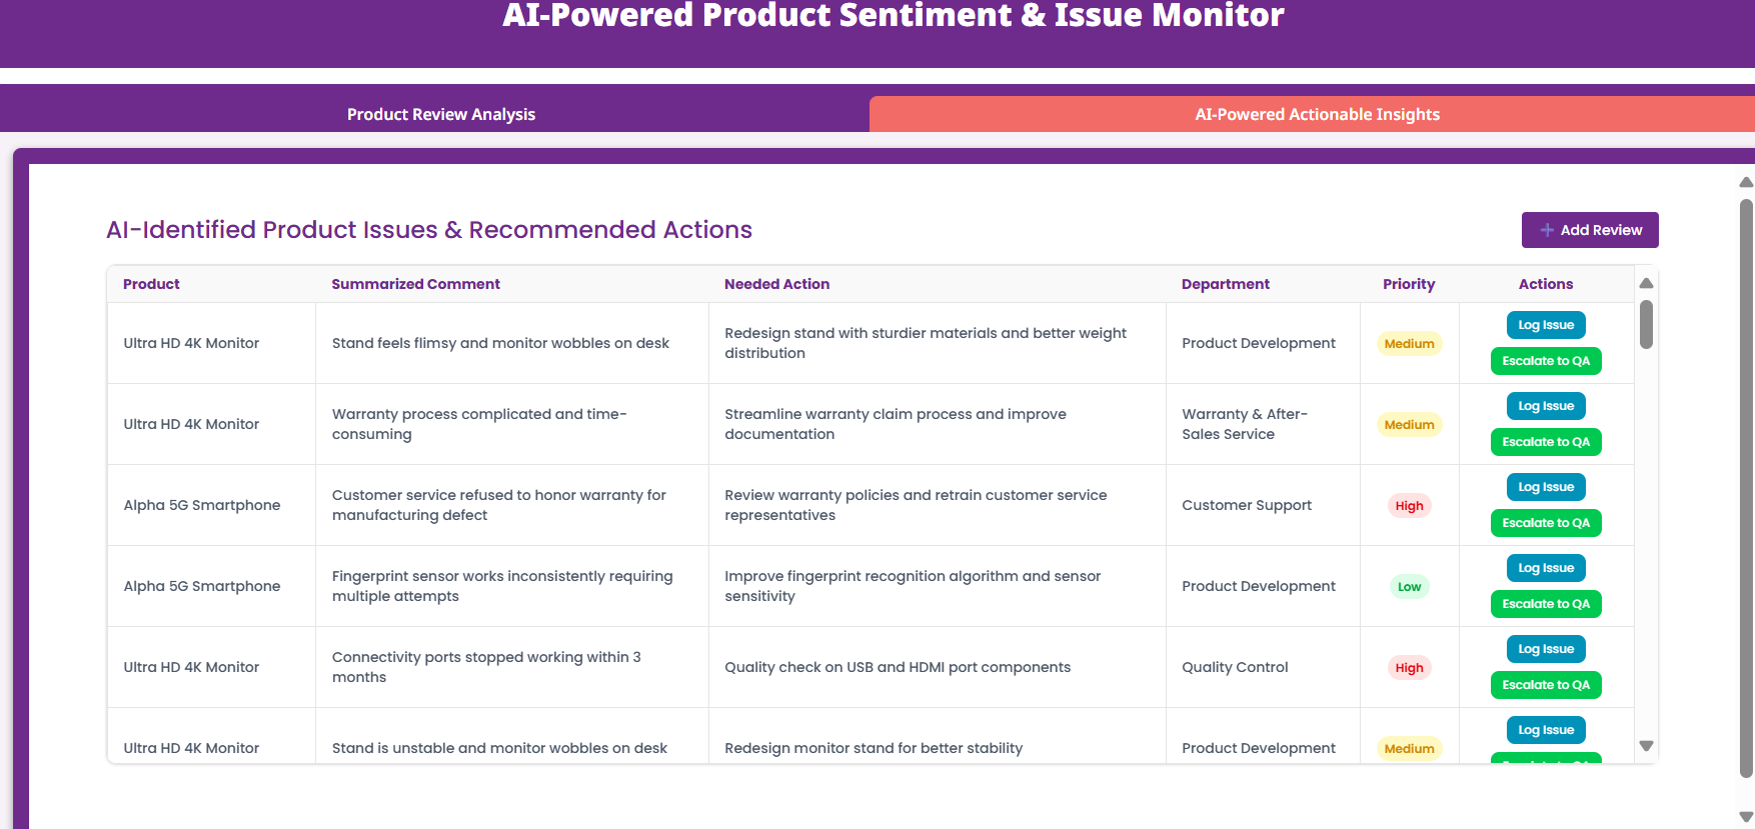 AI-Powered Product Sentiment & Issue Monitor
Product Review Analysis
AI-Powered Actionable Insights
AI-Identified Product Issues & Recommended Actions
Add Review
Product Summarized Comment Needed Action Department Priority Actions
Ultra HD 4K Monitor
Stand feels flimsy and monitor wobbles on desk
Redesign stand with sturdier materials and better weight
distribution
Product Development
Medium
Log Issue
Escalate to QA
Ultra HD 4K Monitor
Warranty process complicated and time-
consuming
Streamline warranty claim process and improve
documentation
Warranty & After-
Sales Service
Medium
Log Issue
Escalate to QA
Alpha 5G Smartphone
Customer service refused to honor warranty for
manufacturing defect
Review warranty policies and retrain customer service
representatives
Customer Support
High
Log Issue
Escalate to QA
Alpha 5G Smartphone
Fingerprint sensor works inconsistently requiring
multiple attempts
Improve fingerprint recognition algorithm and sensor
sensitivity
Product Development
Low
Log Issue
Escalate to QA
Ultra HD 4K Monitor
Connectivity ports stopped working within 3
months
Quality check on USB and HDMI port components
Quality Control
High
Log Issue
Escalate to QA
Ultra HD 4K Monitor
Stand is unstable and monitor wobbles on desk
Redesign monitor stand for better stability
Product Development
Medium
Log Issue